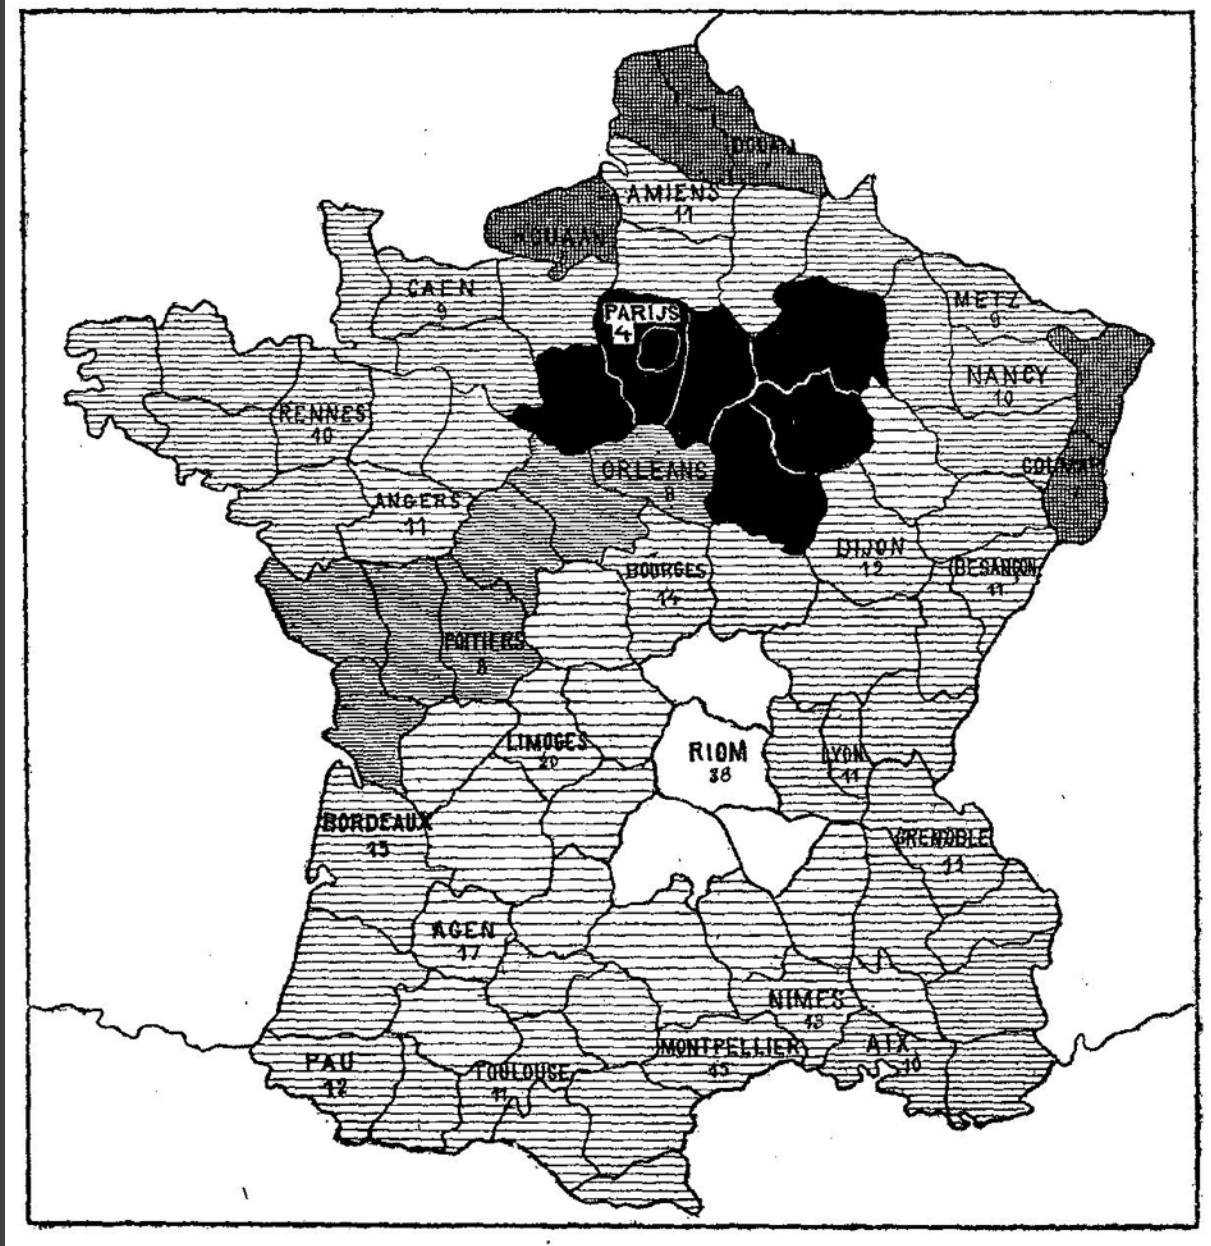 DOUAI
AMIENS
11
ROUAAN
CAEN
9
METZ
9
PARIJS
4
NANCY
10
RENNES
10
COLMAR
7
ORLEANS
8
ANGERS
11
DIJON
12
BOURGES
14
BESANÇON
11
POITIERS
8
LIMOGES
20
RIOM
38
LYON
11
BORDEAUX
15
GRENOBLE
11
AGEN
17
NIMES
13
MONTPELLIER
15
AIX
10
PAU
12
TOULOUSE
11